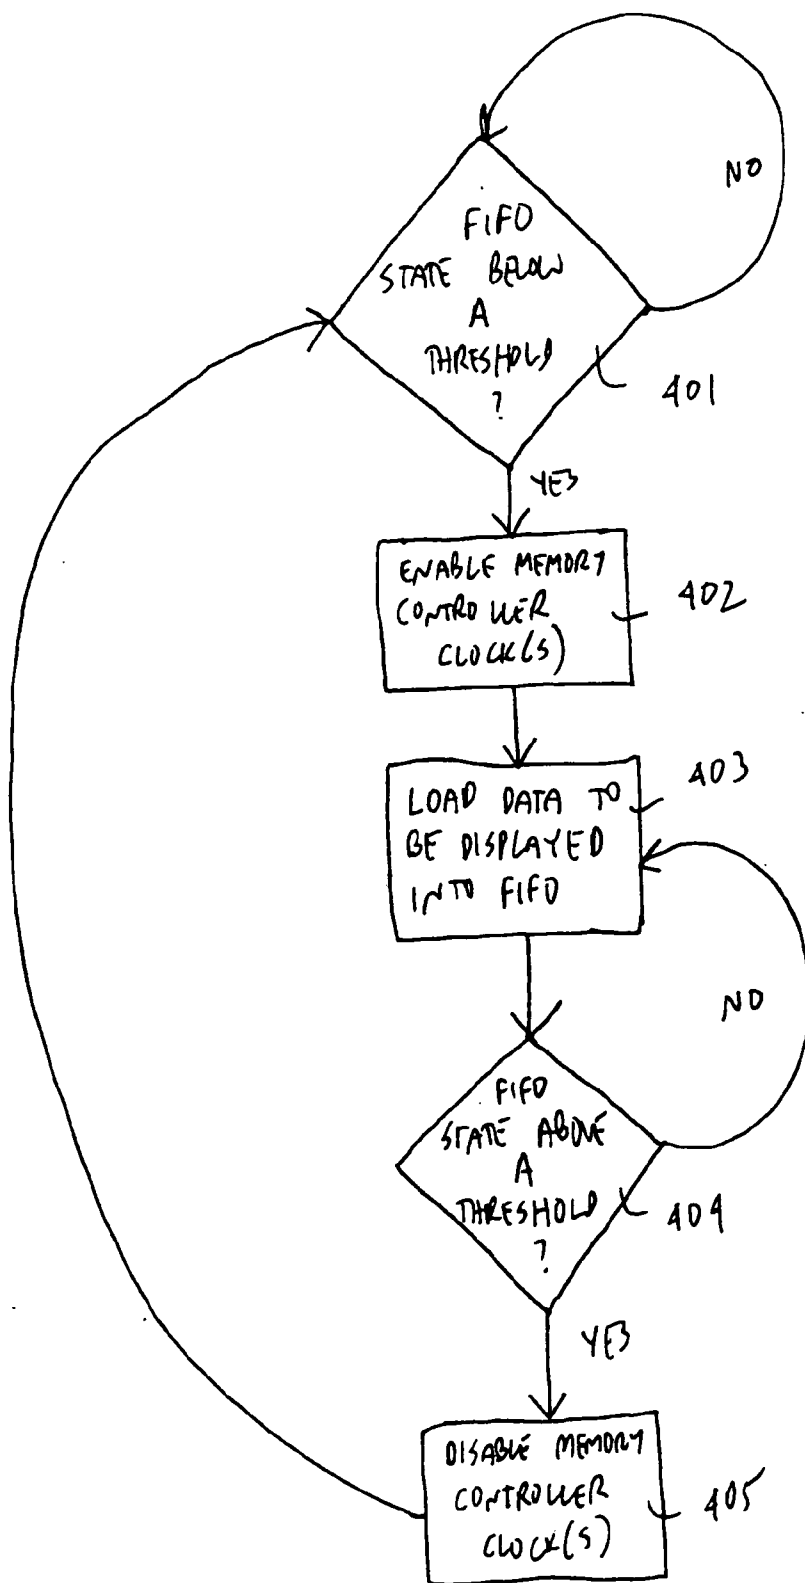 NO
FIFO
STATE BELOW
A
THRESHOLD
?
401
YES
ENABLE MEMORY
CONTROLLER
CLOCK(S)
402
403
LOAD DATA TO
BE DISPLAYED
INTO FIFO
NO
FIFO
STATE ABOVE
A
THRESHOLD
?
404
YES
DISABLE MEMORY
CONTROLLER
CLOCK(S)
405